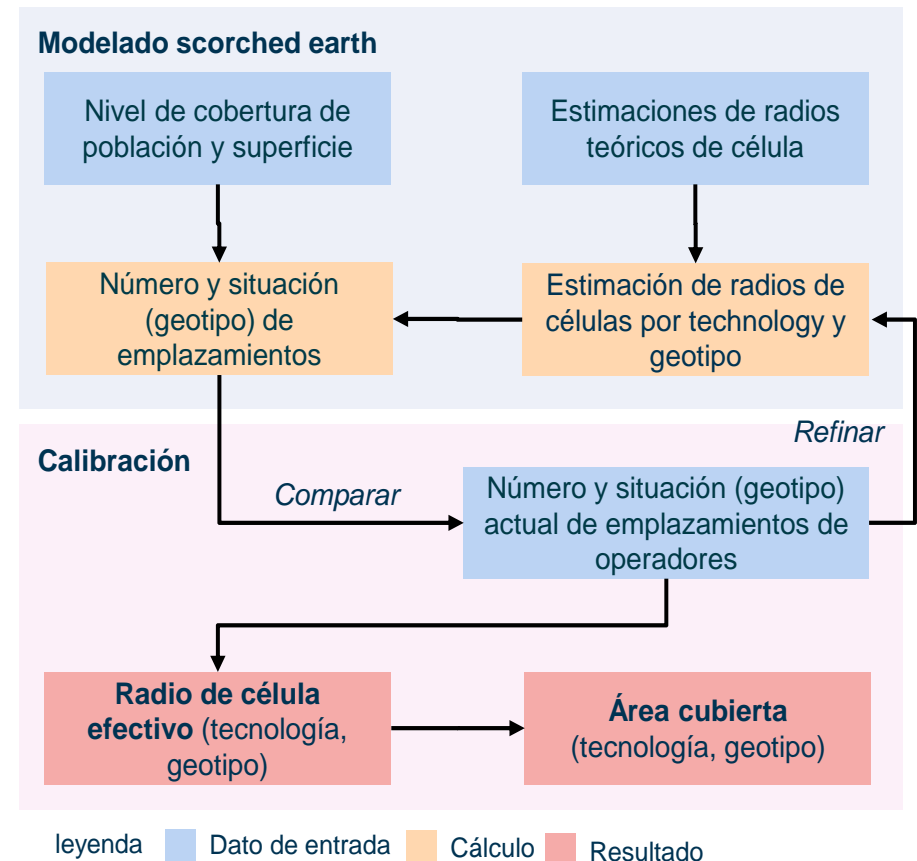 Modelado scorched earth
Nivel de cobertura de
población y superficie
Estimaciones de radios
teóricos de célula
Número y situación
(geotipo) de
emplazamientos
Estimación de radios de
células por technology y
geotipo
Refinar
Calibración
Comparar
Número y situación (geotipo)
actual de emplazamientos de
operadores
Radio de célula
efectivo (tecnología,
geotipo)
Área cubierta
(tecnología, geotipo)
leyenda Dato de entrada Cálculo Resultado